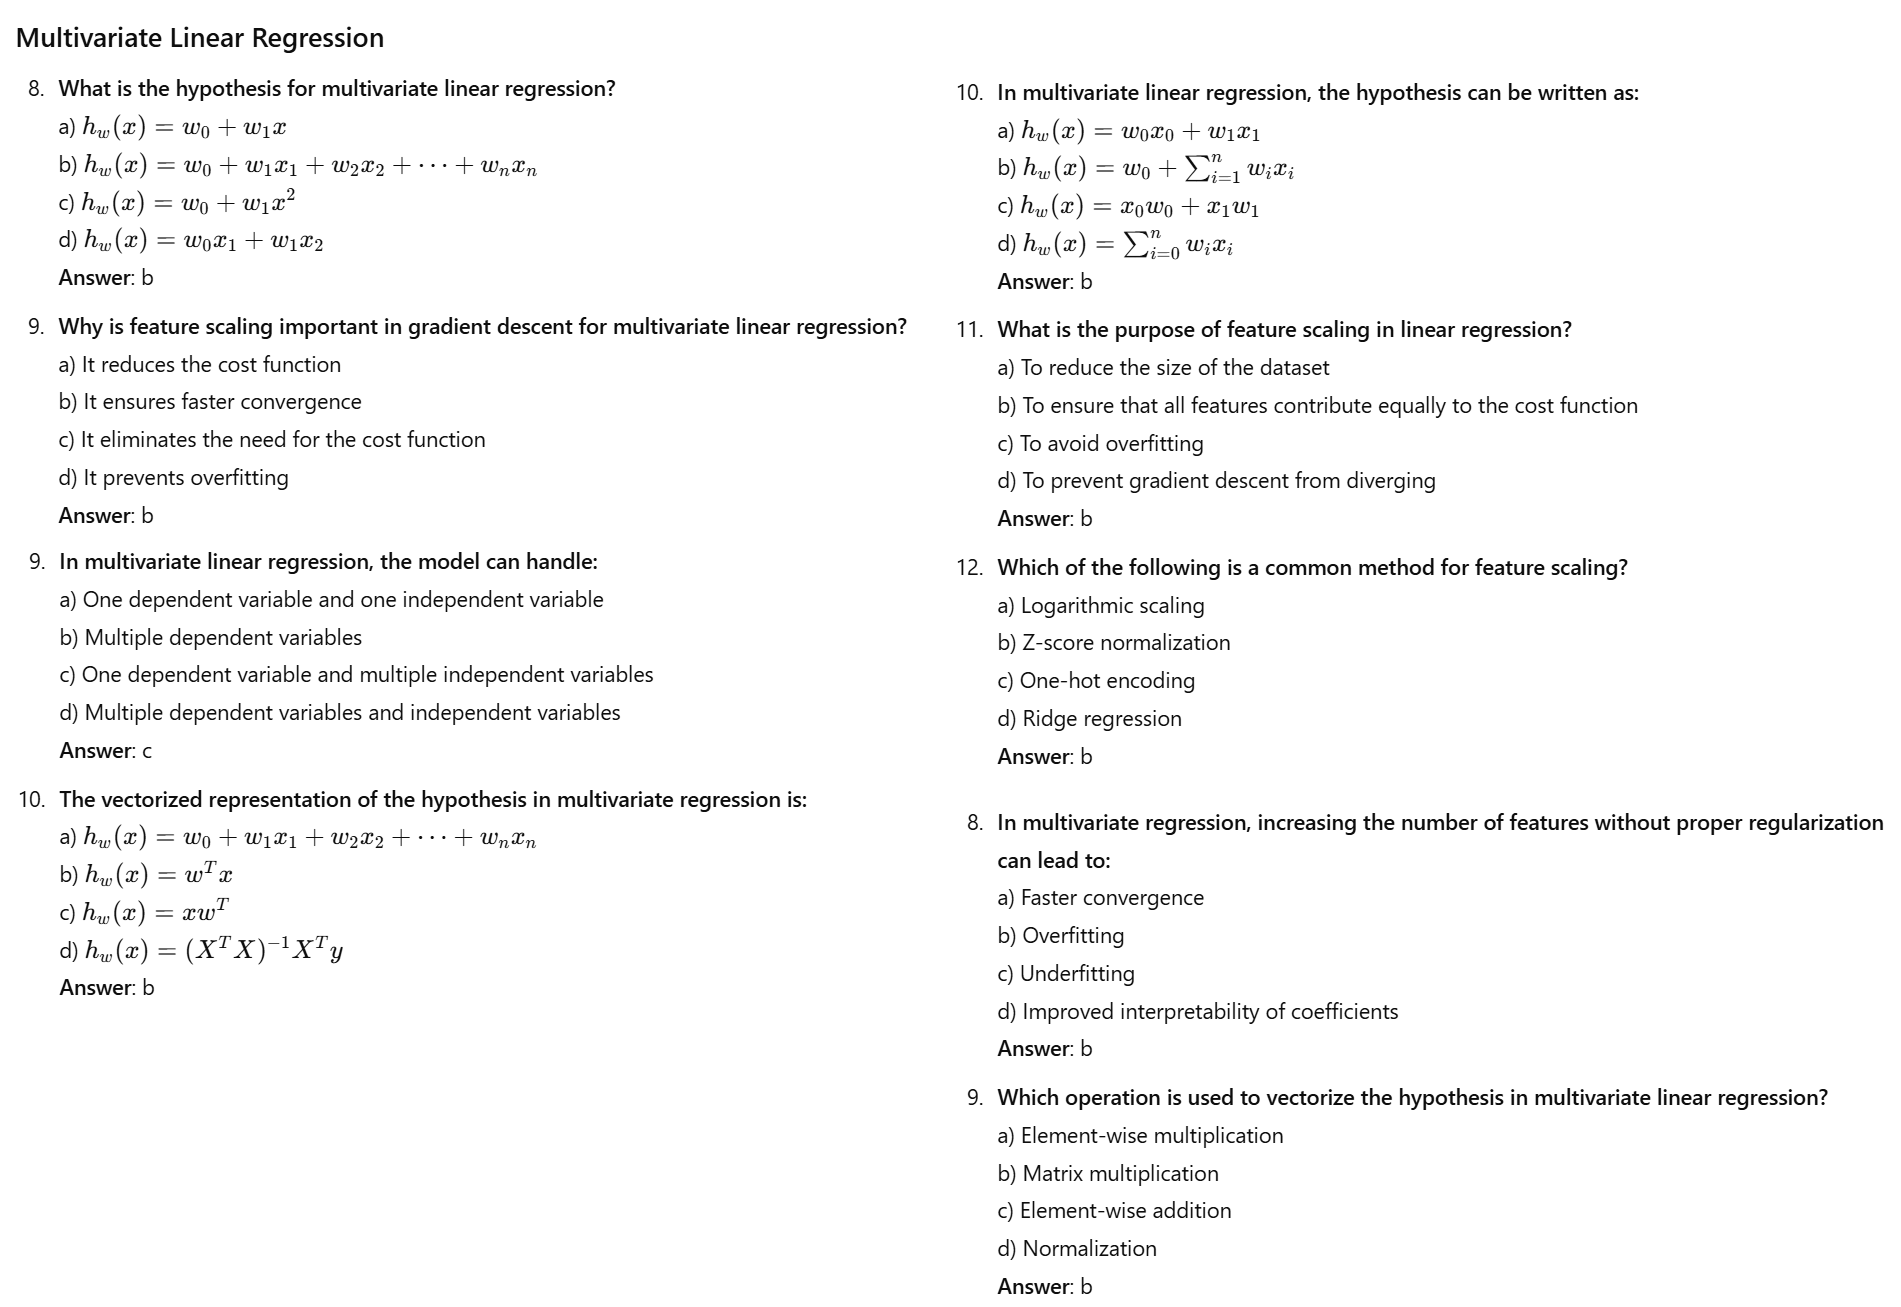 Multivariate Linear Regression
8. What is the hypothesis for multivariate linear regression?
a) h_w(x) = w_0 + w_1x
b) h_w(x) = w_0 + w_1x_1 + w_2x_2 + ⋯ + w_nx_n
c) h_w(x) = w_0 + w_1x^2
d) h_w(x) = w_0x_1 + w_1x_2
Answer: b
9. Why is feature scaling important in gradient descent for multivariate linear regression?
a) It reduces the cost function
b) It ensures faster convergence
c) It eliminates the need for the cost function
d) It prevents overfitting
Answer: b
9. In multivariate linear regression, the model can handle:
a) One dependent variable and one independent variable
b) Multiple dependent variables
c) One dependent variable and multiple independent variables
d) Multiple dependent variables and independent variables
Answer: c
10. The vectorized representation of the hypothesis in multivariate regression is:
a) h_w(x) = w_0 + w_1x_1 + w_2x_2 + ⋯ + w_nx_n
b) h_w(x) = w^Tx
c) h_w(x) = xw^T
d) h_w(x) = (X^TX)^{-1}X^Ty
Answer: b
10. In multivariate linear regression, the hypothesis can be written as:
a) h_w(x) = w_0x_0 + w_1x_1
b) h_w(x) = w_0 + ∑_{i=1}^n w_ix_i
c) h_w(x) = x_0w_0 + x_1w_1
d) h_w(x) = ∑_{i=0}^n w_ix_i
Answer: b
11. What is the purpose of feature scaling in linear regression?
a) To reduce the size of the dataset
b) To ensure that all features contribute equally to the cost function
c) To avoid overfitting
d) To prevent gradient descent from diverging
Answer: b
12. Which of the following is a common method for feature scaling?
a) Logarithmic scaling
b) Z-score normalization
c) One-hot encoding
d) Ridge regression
Answer: b
8. In multivariate regression, increasing the number of features without proper regularization
can lead to:
a) Faster convergence
b) Overfitting
c) Underfitting
d) Improved interpretability of coefficients
Answer: b
9. Which operation is used to vectorize the hypothesis in multivariate linear regression?
a) Element-wise multiplication
b) Matrix multiplication
c) Element-wise addition
d) Normalization
Answer: b